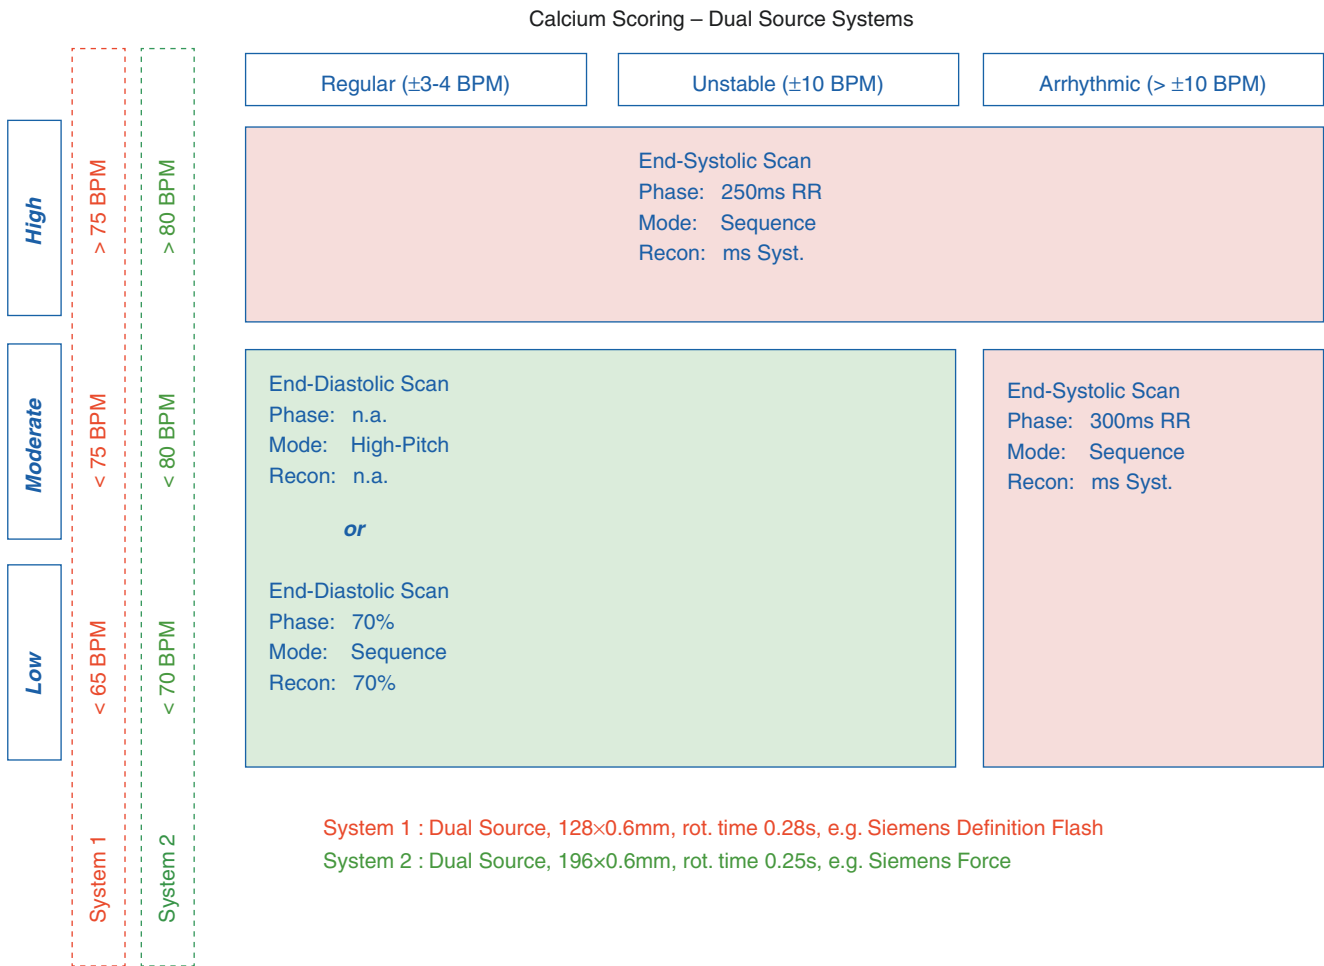 Calcium Scoring – Dual Source Systems
Regular (±3-4 BPM)
Unstable (±10 BPM)
Arrhythmic (> ±10 BPM)
High
> 75 BPM
> 80 BPM
End-Systolic Scan
Phase: 250ms RR
Mode: Sequence
Recon: ms Syst.
Moderate
< 75 BPM
< 80 BPM
End-Diastolic Scan
Phase: n.a.
Mode: High-Pitch
Recon: n.a.
or
End-Diastolic Scan
Phase: 70%
Mode: Sequence
Recon: 70%
End-Systolic Scan
Phase: 300ms RR
Mode: Sequence
Recon: ms Syst.
Low
< 65 BPM
< 70 BPM
System 1
System 2
System 1 : Dual Source, 128×0.6mm, rot. time 0.28s, e.g. Siemens Definition Flash
System 2 : Dual Source, 196×0.6mm, rot. time 0.25s, e.g. Siemens Force